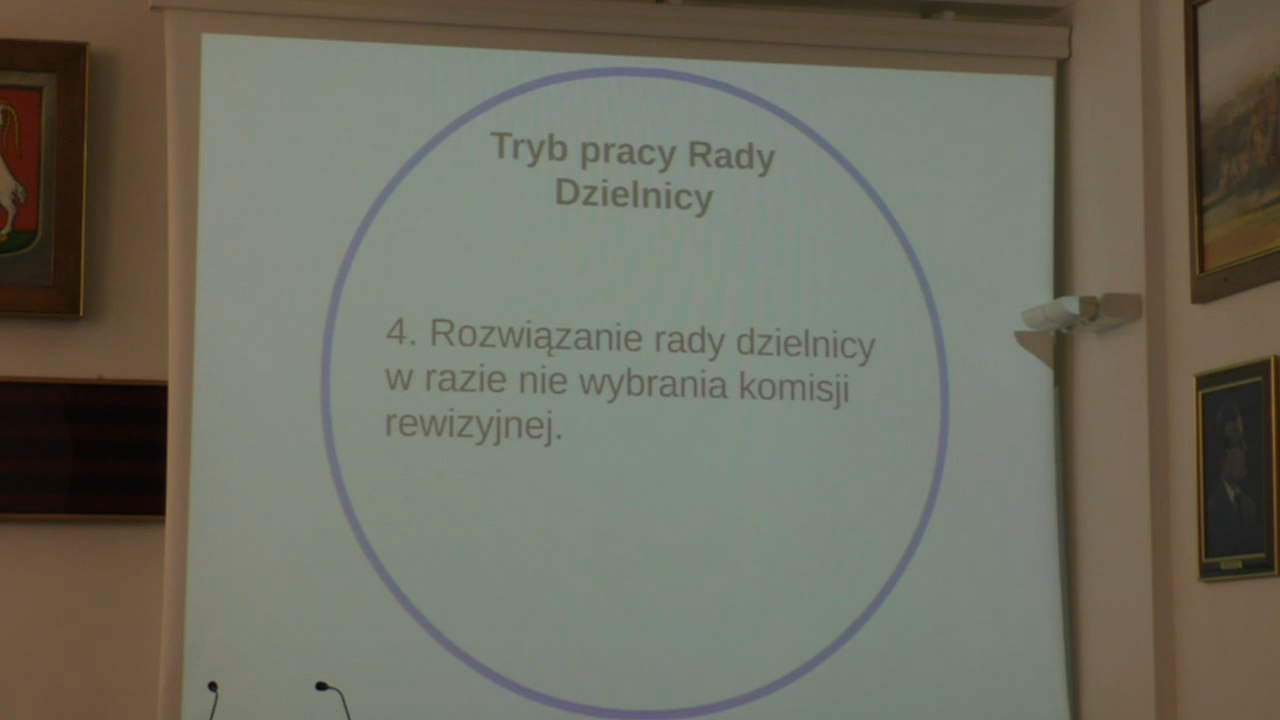 Tryb pracy Rady
Dzielnicy
4. Rozwiązanie rady dzielnicy
w razie nie wybrania komisji
rewizyjnej.